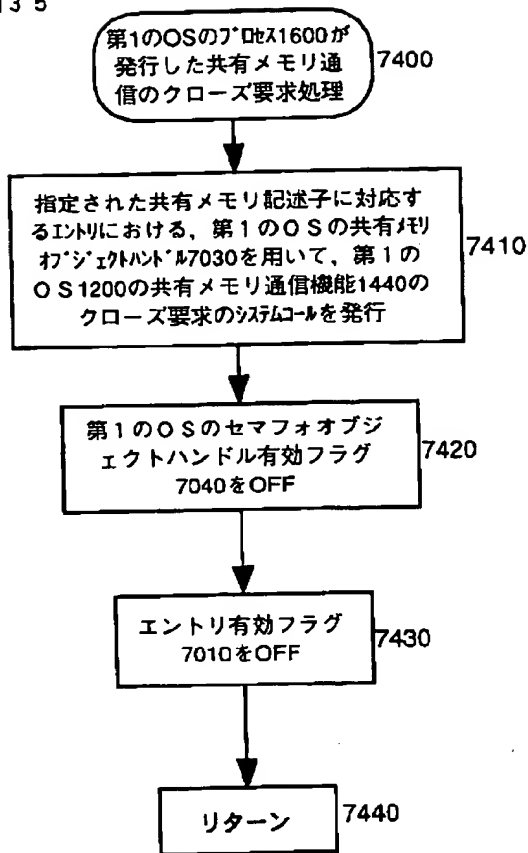 135
第1のOSのプロセス1600が
発行した共有メモリ通
信のクローズ要求処理
7400
指定された共有メモリ記述子に対応す
るエントリにおける、第1のOSの共有メモリ
オブジェクトハンドル7030を用いて、第1の
OS1200の共有メモリ通信機能1440の
クローズ要求のシステムコールを発行
7410
第1のOSのセマフォオブジ
ェクトハンドル有効フラグ
7040をOFF
7420
エントリ有効フラグ
7010をOFF
7430
リターン
7440